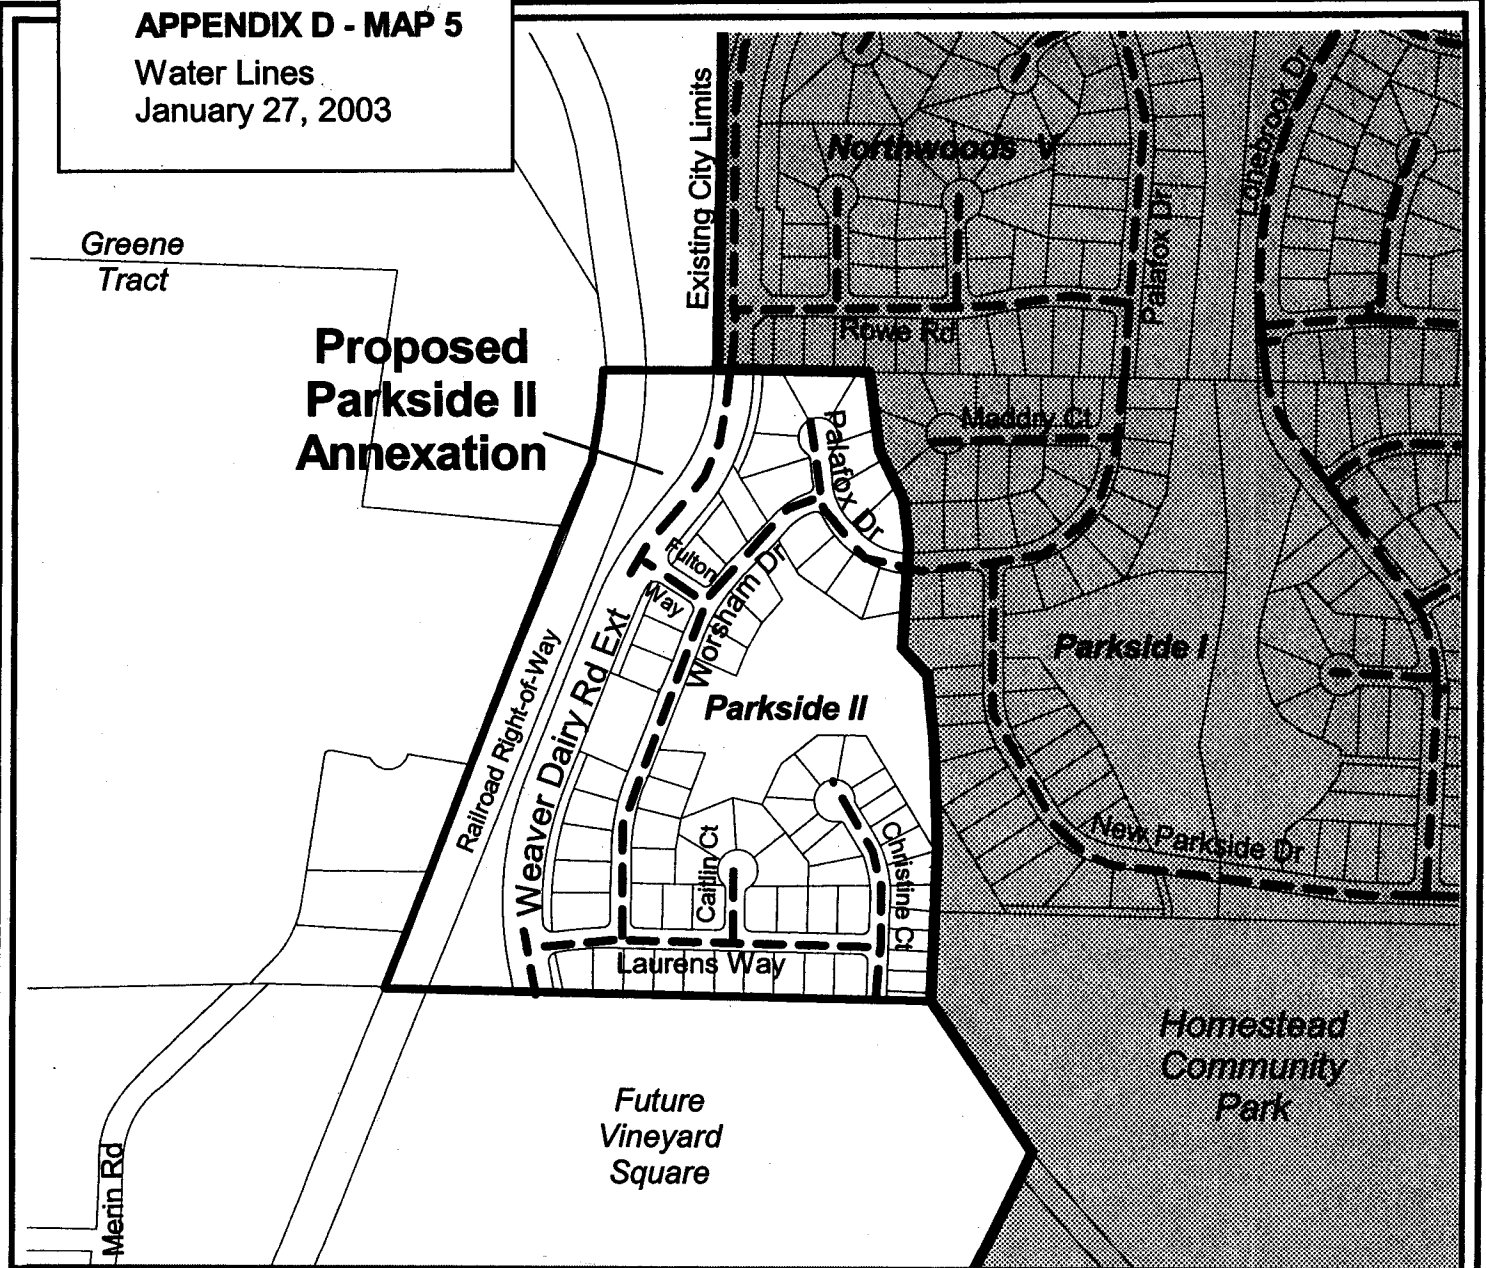 APPENDIX D - MAP 5
Water Lines
January 27, 2003
Existing City Limits
Northwoods V
Lonebrook Dr
Palafox Dr
Greene
Tract
Rowe Rd
Proposed
Parkside II
Annexation
Maddry Ct
Palafox Dr
Fulton
Way
Worsham Dr
Parkside I
Railroad Right-of-Way
Weaver Dairy Rd Ext
Parkside II
New Parkside Dr
Caitlin Ct
Christine Ct
Laurens Way
Homestead
Community
Park
Future
Vineyard
Square
Merin Rd